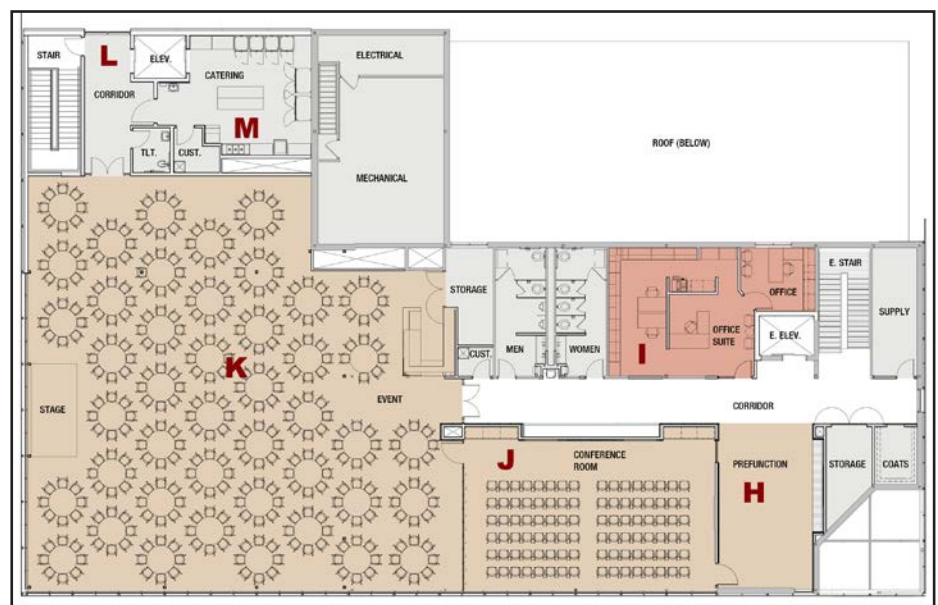 STAIR
L
ELEV.
CORRIDOR
CATERING
M
TLT.
CUST.
ELECTRICAL
MECHANICAL
ROOF (BELOW)
STORAGE
CUST.
MEN
WOMEN
I
OFFICE
SUITE
OFFICE
E. STAIR
E. ELEV.
SUPPLY
K
STAGE
EVENT
CORRIDOR
J
CONFERENCE
ROOM
PREFUNCTION
H
STORAGE
COATS